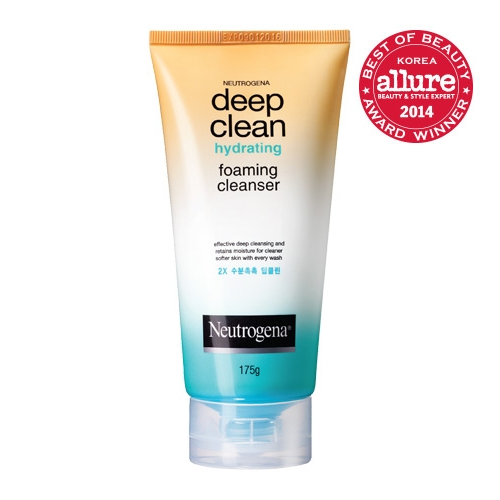 EXP09012016
NEUTROGENA
deep
clean
hydrating
foaming
cleanser
effective deep cleansing and
retains moisture for cleaner
softer skin with every wash
2X 수분촉촉 딥클린
Neutrogena®
175g
BEST OF BEAUTY
KOREA
allure
BEAUTY & STYLE EXPERT
2014
AWARD WINNER